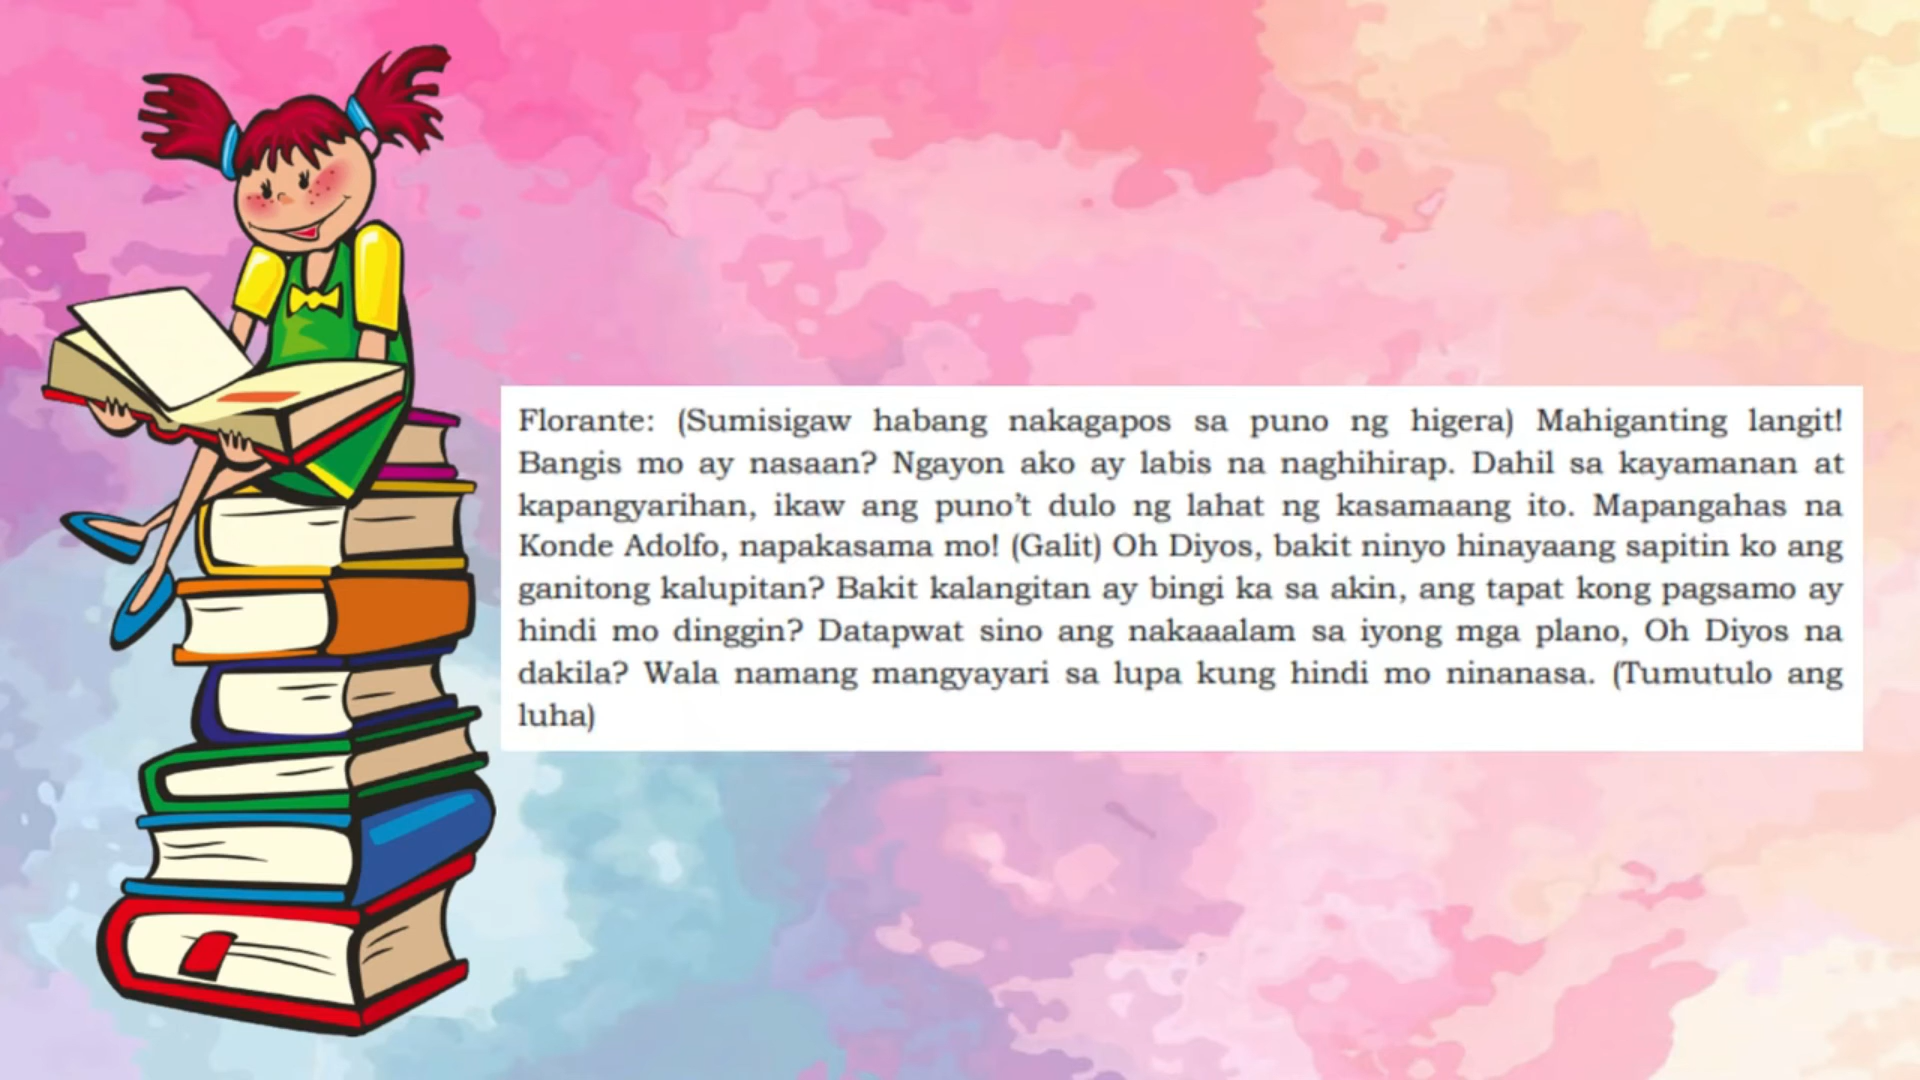 Florante: (Sumisigaw habang nakagapos sa puno ng higera) Mahiganting langit!
Bangis mo ay nasaan? Ngayon ako ay labis na naghihirap. Dahil sa kayamanan at
kapangyarihan, ikaw ang puno’t dulo ng lahat ng kasamaang ito. Mapangahas na
Konde Adolfo, napakasama mo! (Galit) Oh Diyos, bakit ninyo hinayaang sapitin ko ang
ganitong kalupitan? Bakit kalangitan ay bingi ka sa akin, ang tapat kong pagsamo ay
hindi mo dinggin? Datapwat sino ang nakaaalam sa iyong mga plano, Oh Diyos na
dakila? Wala namang mangyayari sa lupa kung hindi mo ninanasa. (Tumutulo ang
luha)